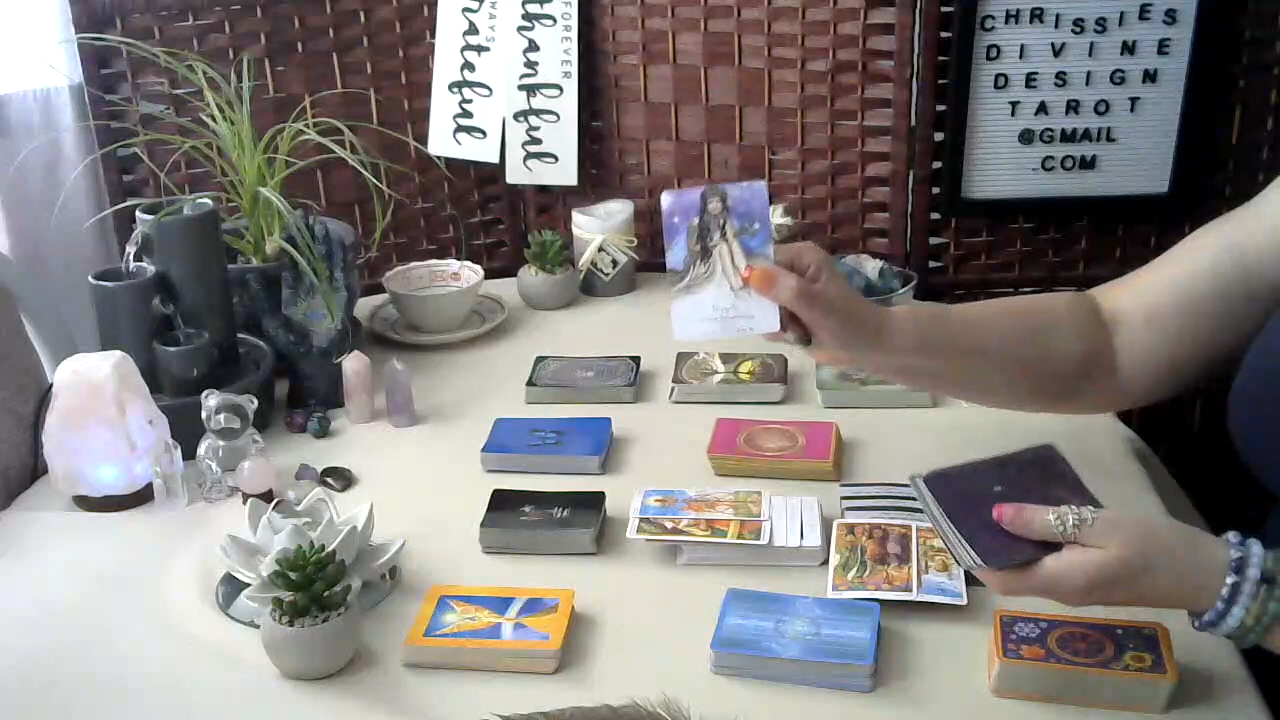 ALWAYS
grateful
FOREVER
thankful
CHRISSIES
DIVINE
DESIGN
TAROT
@GMAIL
.COM